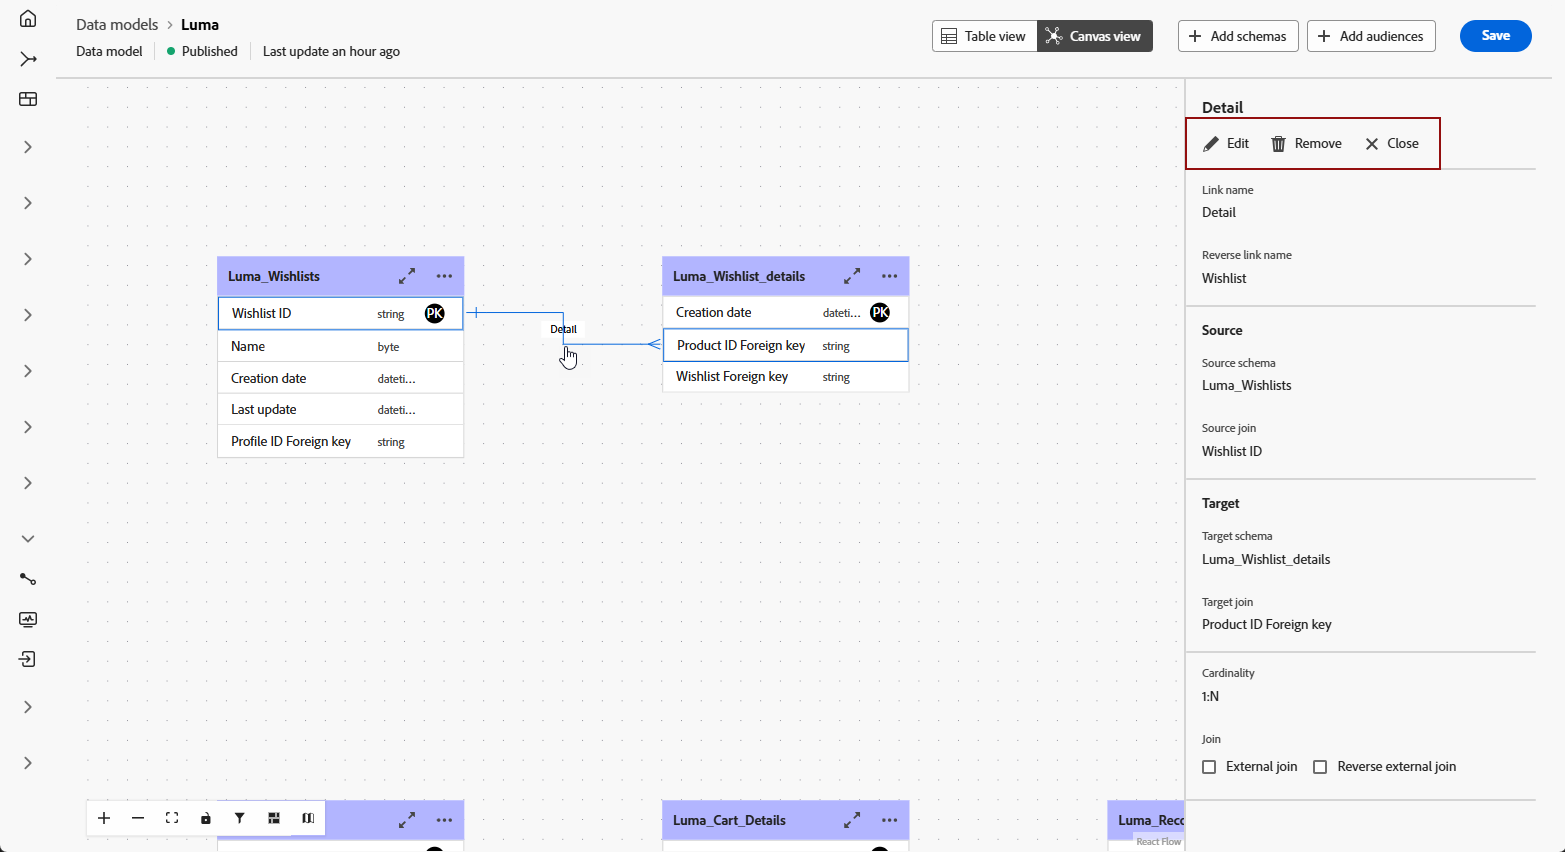 Data models > Luma
Data model
Published
Last update an hour ago
Table view
Canvas view
Add schemas
Add audiences
Save
Luma_Wishlists
Wishlist ID string PK
Name byte
Creation date dateti...
Last update dateti...
Profile ID Foreign key string
Detail
Luma_Wishlist_details
Creation date dateti... PK
Product ID Foreign key string
Wishlist Foreign key string
Luma_Cart_Details
Luma_Reco
React Flow
Detail
Edit Remove Close
Link name
Detail
Reverse link name
Wishlist
Source
Source schema
Luma_Wishlists
Source join
Wishlist ID
Target
Target schema
Luma_Wishlist_details
Target join
Product ID Foreign key
Cardinality
1:N
Join
External join Reverse external join